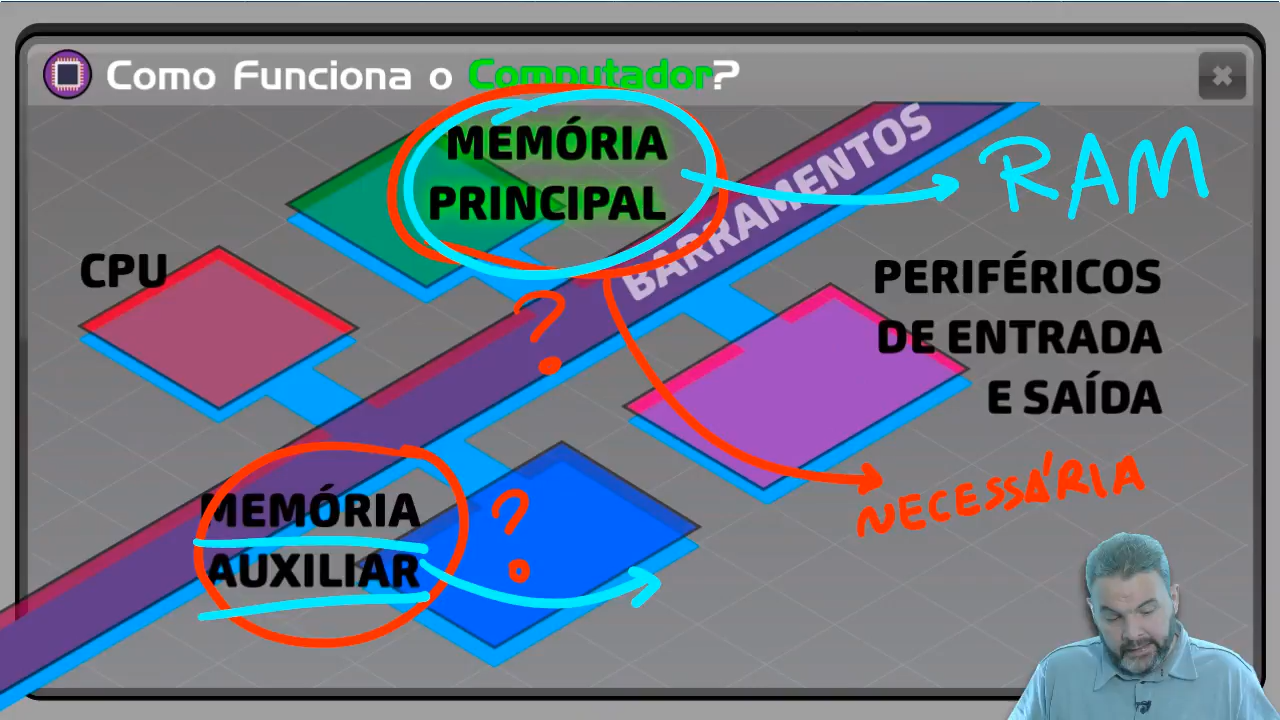 Como Funciona o Computador?
MEMÓRIA
PRINCIPAL
BARRAMENTOS
RAM
CPU
PERIFÉRICOS
DE ENTRADA
E SAÍDA
?
NECESSÁRIA
MEMÓRIA
AUXILIAR
?